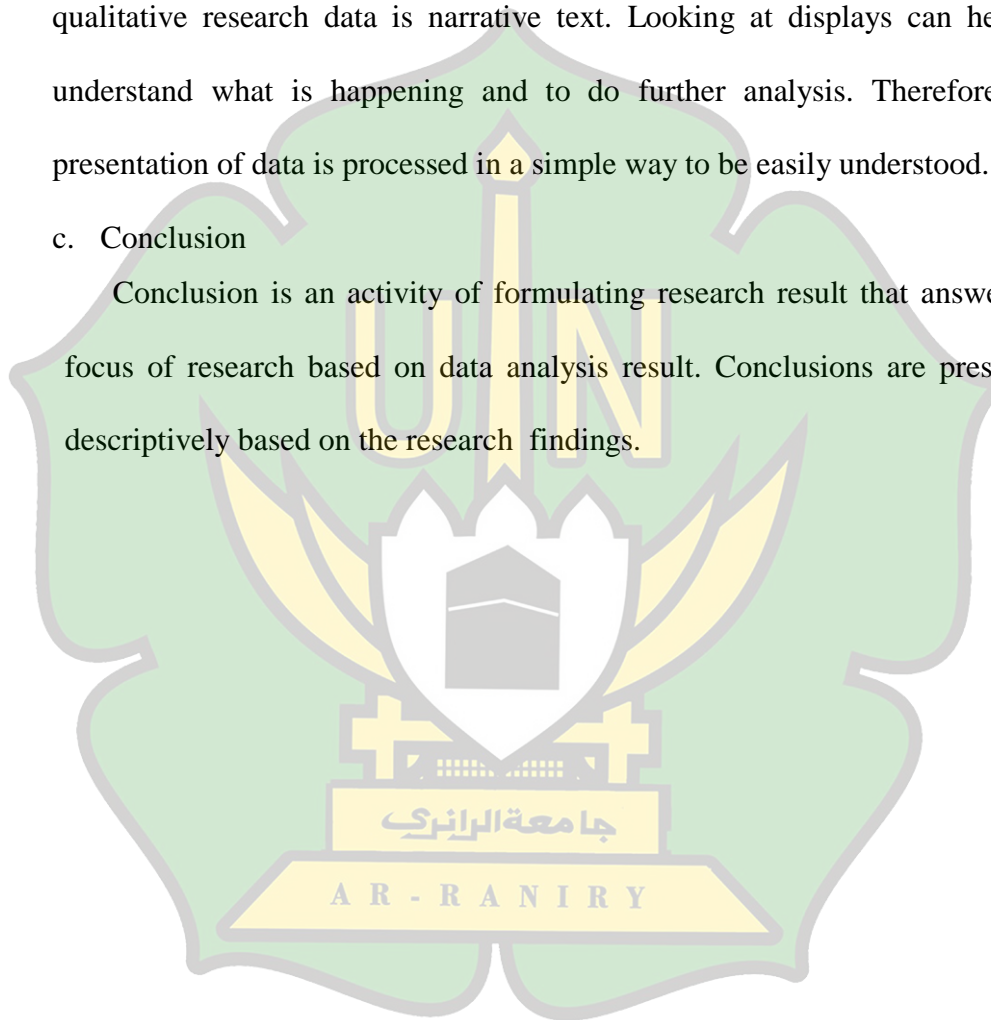 qualitative research data is narrative text. Looking at displays can he
understand what is happening and to do further analysis. Therefore
presentation of data is processed in a simple way to be easily understood.
c. Conclusion
Conclusion is an activity of formulating research result that answe
focus of research based on data analysis result. Conclusions are pres
descriptively based on the research findings.
UIN
جامعة الرانري
AR-RANIRY